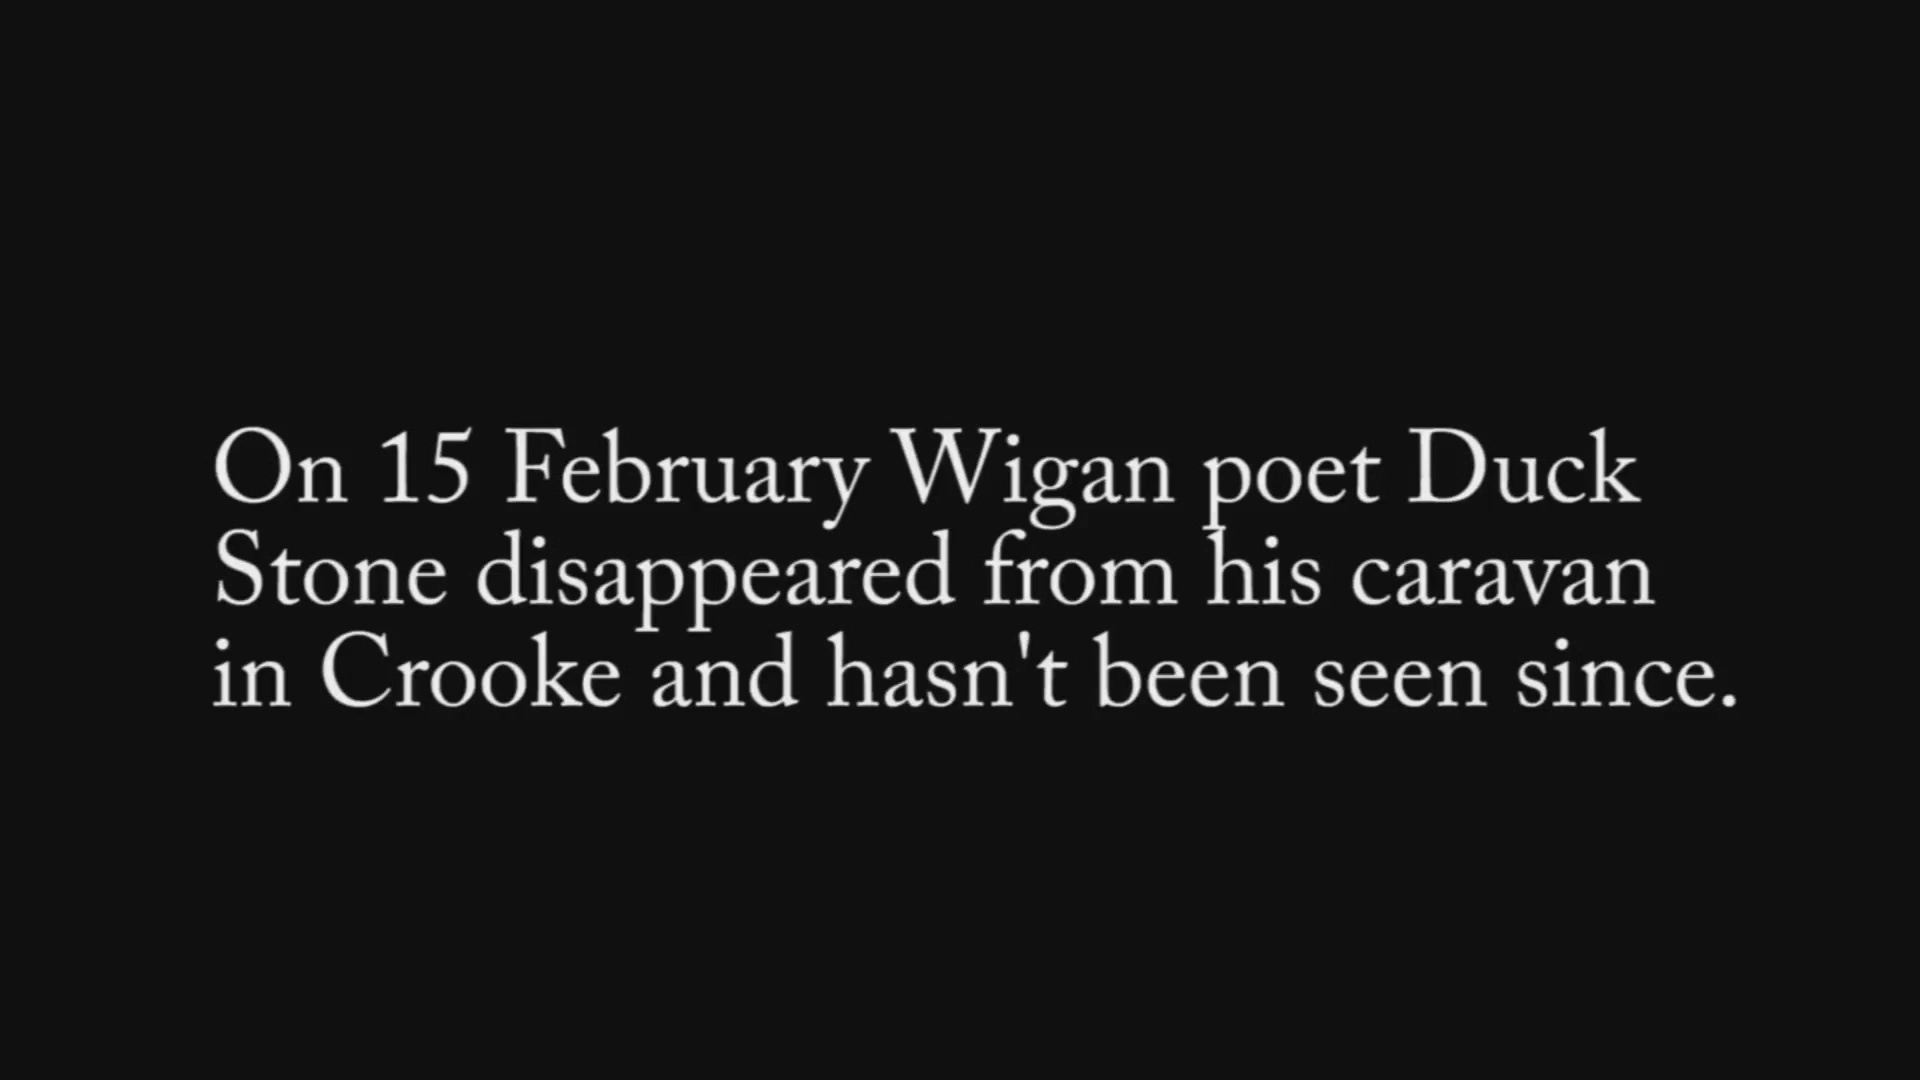 On 15 February Wigan poet Duck
Stone disappeared from his caravan
in Crooke and hasn't been seen since.